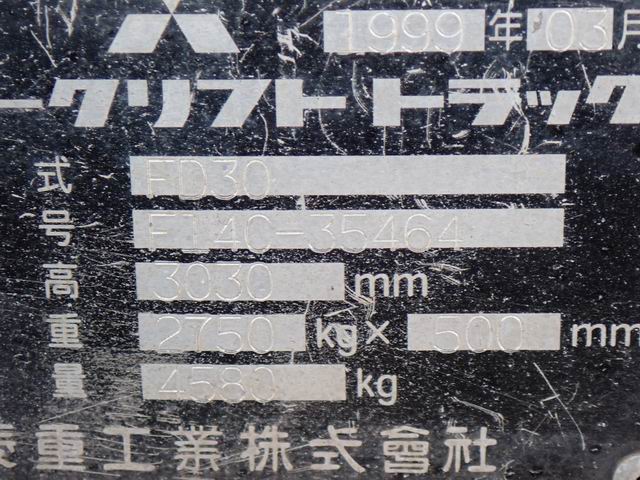 1999年 03月
ークリフトトラック
式 FD30
号 F14C-35464
高 3030 mm
重 2750 kg× 500 mm
量 4580 kg
重工業株式會社